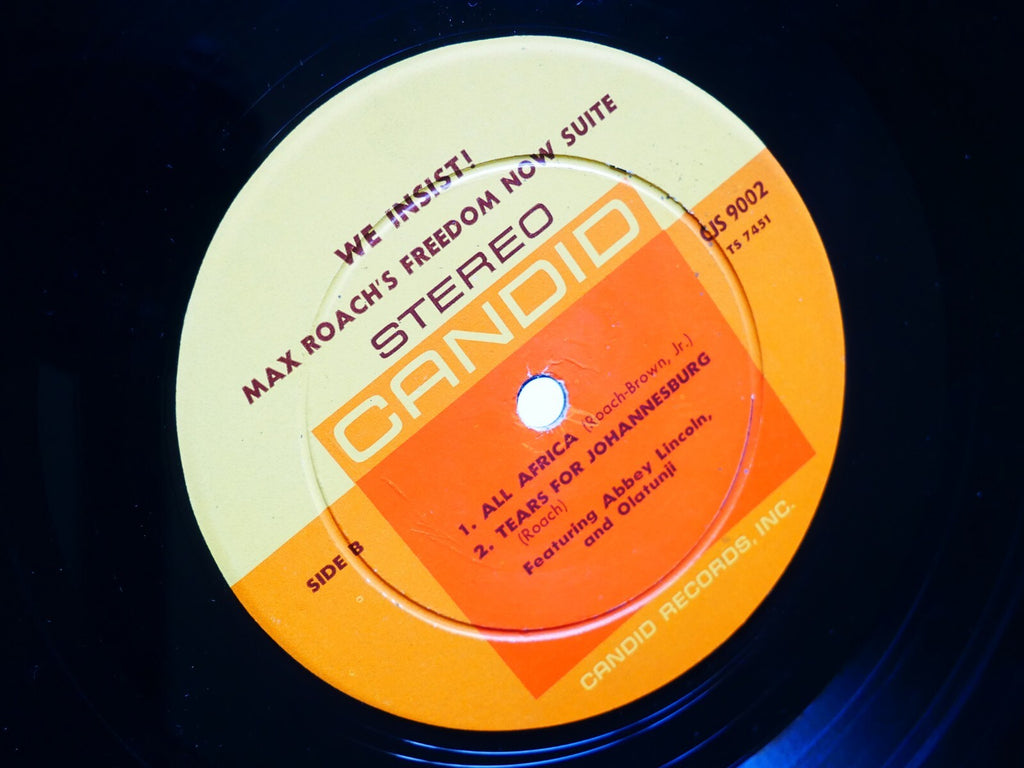 WE INSIST!
MAX ROACH'S FREEDOM NOW SUITE
STEREO
CANDID
CJS 9002
TS 7451
SIDE B
1. ALL AFRICA (Roach-Brown, Jr.)
2. TEARS FOR JOHANNESBURG
(Roach)
Featuring Abbey Lincoln,
and Olatunji
CANDID RECORDS, INC.